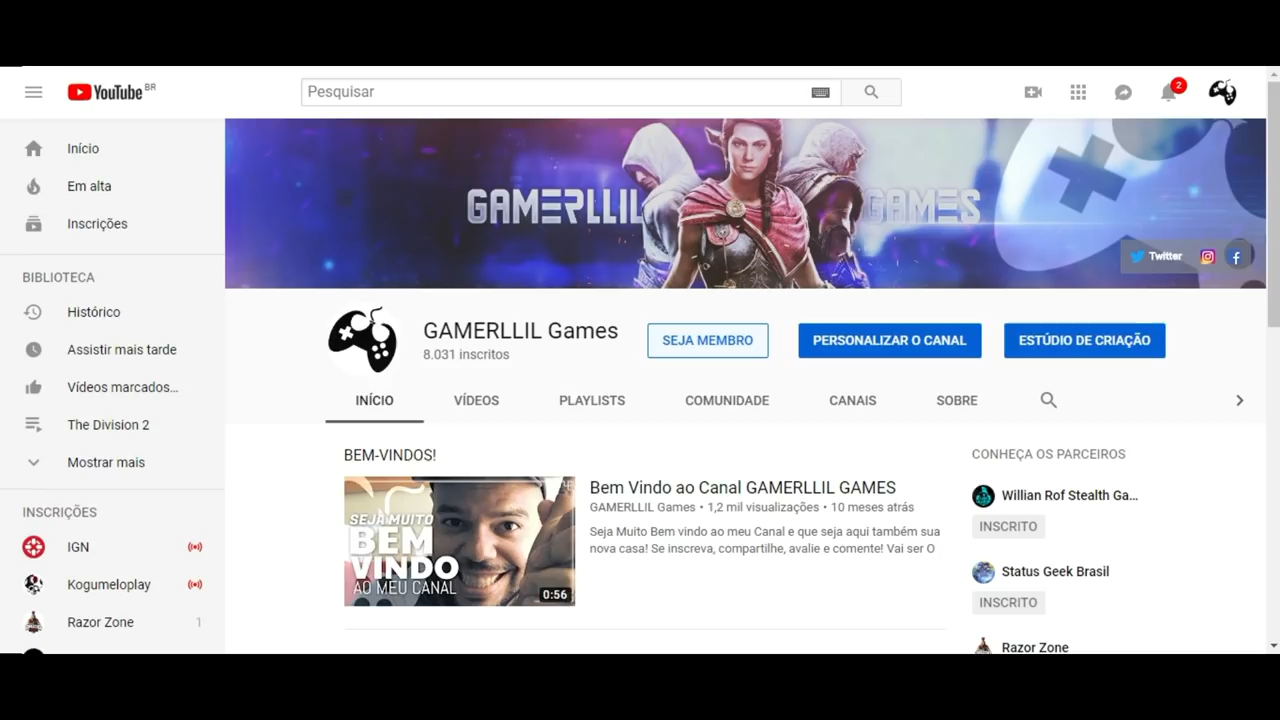 YouTube BR
Pesquisar
2
Início
Em alta
Inscrições
BIBLIOTECA
Histórico
Assistir mais tarde
Vídeos marcados...
The Division 2
Mostrar mais
INSCRIÇÕES
IGN
Kogumeloplay
Razor Zone 1
GAMERLLIL GAMES
Twitter
GAMERLLIL Games
8.031 inscritos
SEJA MEMBRO
PERSONALIZAR O CANAL
ESTÚDIO DE CRIAÇÃO
INÍCIO VÍDEOS PLAYLISTS COMUNIDADE CANAIS SOBRE
BEM-VINDOS!
SEJA MUITO
BEM
VINDO
AO MEU CANAL
0:56
Bem Vindo ao Canal GAMERLLIL GAMES
GAMERLLIL Games • 1,2 mil visualizações • 10 meses atrás
Seja Muito Bem vindo ao meu Canal e que seja aqui também sua
nova casa! Se inscreva, compartilhe, avalie e comente! Vai ser O
CONHEÇA OS PARCEIROS
Willian Rof Stealth Ga...
INSCRITO
Status Geek Brasil
INSCRITO
Razor Zone